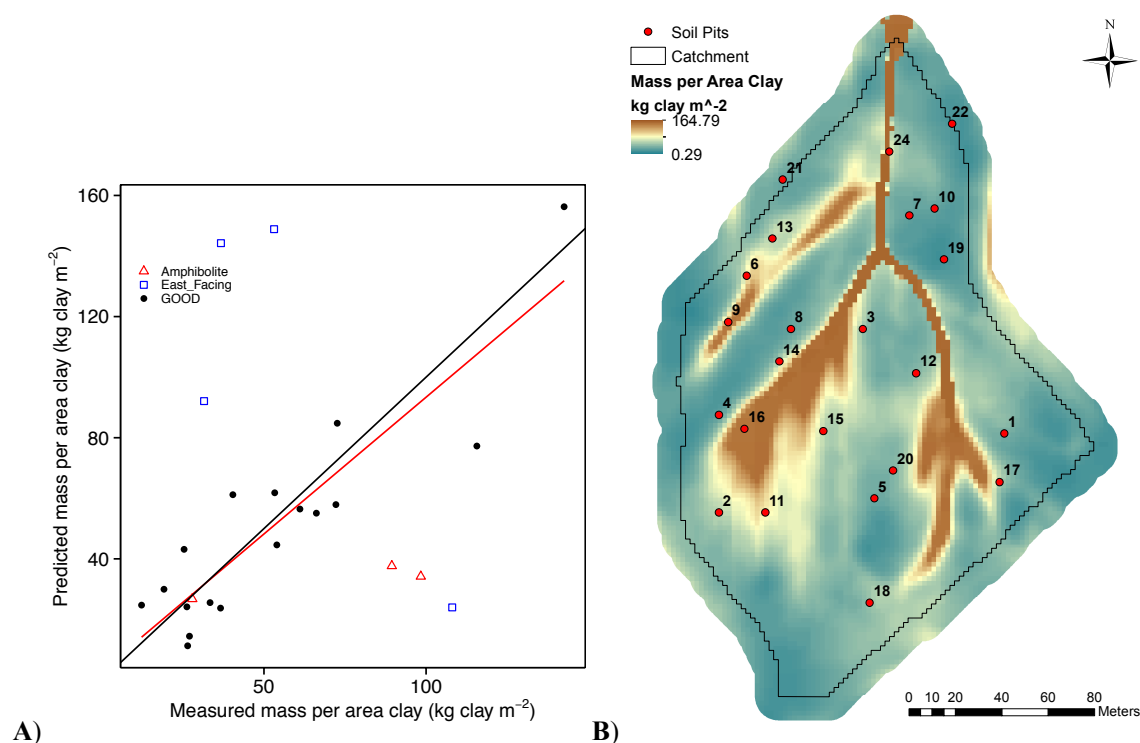 160
120
80
40
50
100
Predicted mass per area clay (kg clay m⁻²)
Measured mass per area clay (kg clay m⁻²)
Amphibolite
East_Facing
GOOD
A)
Soil Pits
Catchment
Mass per Area Clay
kg clay m^-2
164.79
0.29
N
22
24
21
10
7
13
19
6
9
8
3
14
12
4
16
15
1
20
17
5
2
11
18
0 10 20 40 60 80
Meters
B)